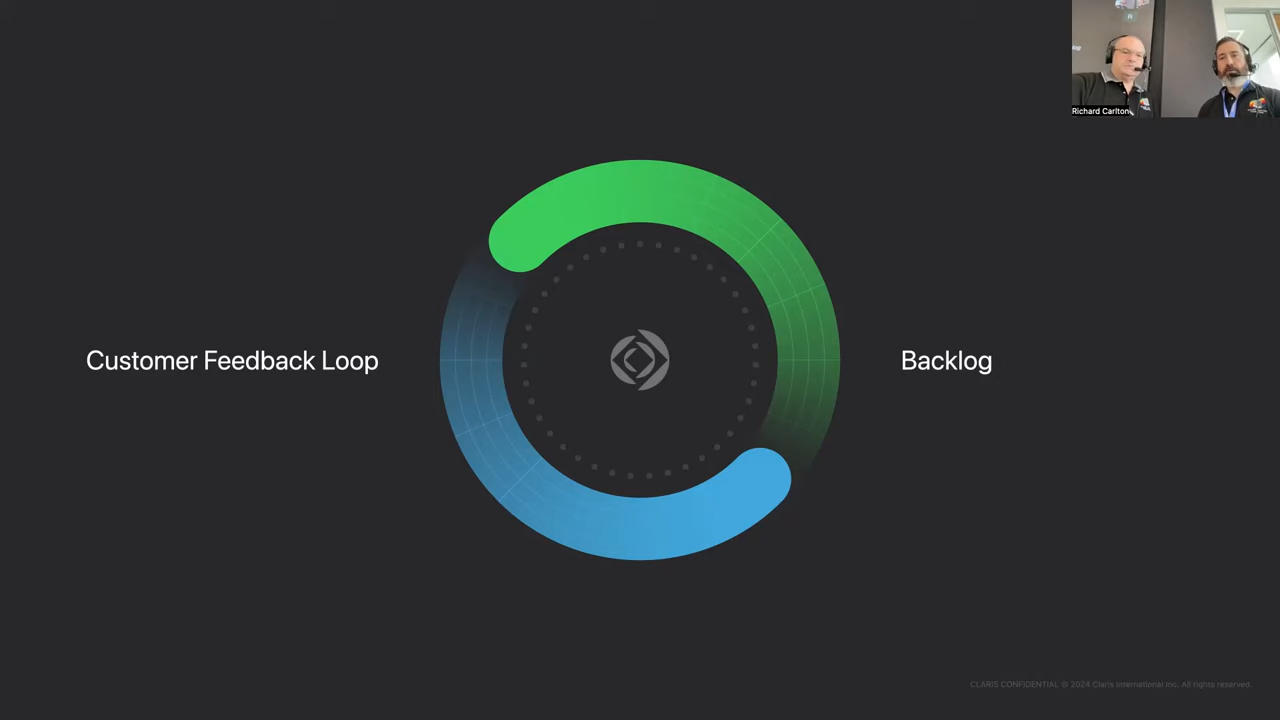 Richard Carlton
Customer Feedback Loop
Backlog
CLARIS CONFIDENTIAL © 2024 Claris International Inc. All rights reserved.